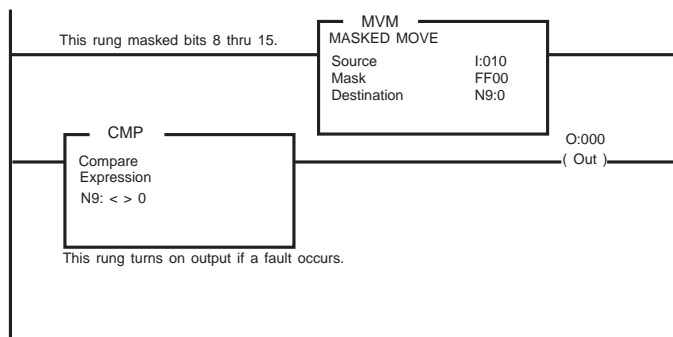 This rung masked bits 8 thru 15.
MVM
MASKED MOVE
Source I:010
Mask FF00
Destination N9:0
CMP
Compare
Expression
N9: < > 0
O:000
( Out )
This rung turns on output if a fault occurs.